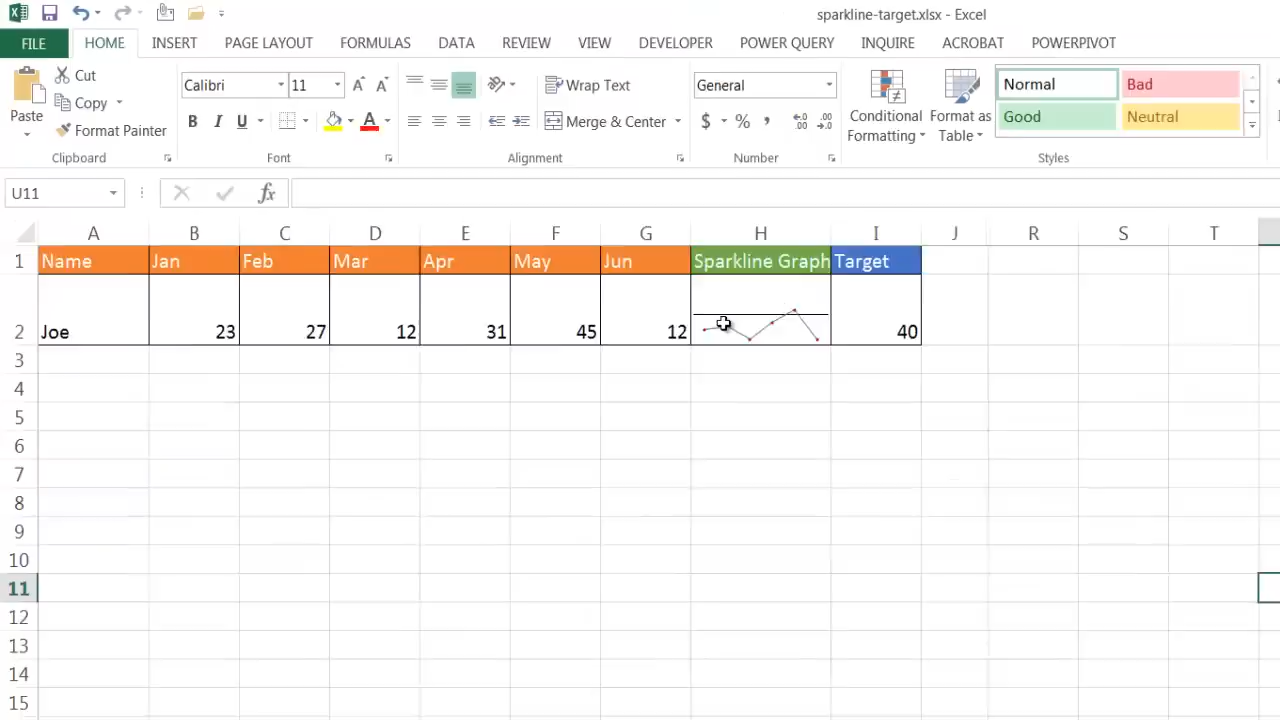 sparkline-target.xlsx - Excel
FILE HOME INSERT PAGE LAYOUT FORMULAS DATA REVIEW VIEW DEVELOPER POWER QUERY INQUIRE ACROBAT POWERPIVOT
Cut
Copy
Format Painter
Paste
Clipboard
Calibri 11
B I U A
Font
Wrap Text
Merge & Center
Alignment
General
$ % ,
Number
Conditional Formatting
Format as Table
Normal Bad
Good Neutral
Styles
U11 fx
A B C D E F G H I J R S T
1 Name Jan Feb Mar Apr May Jun Sparkline Graph Target
2 Joe 23 27 12 31 45 12 40
3
4
5
6
7
8
9
10
11
12
13
14
15